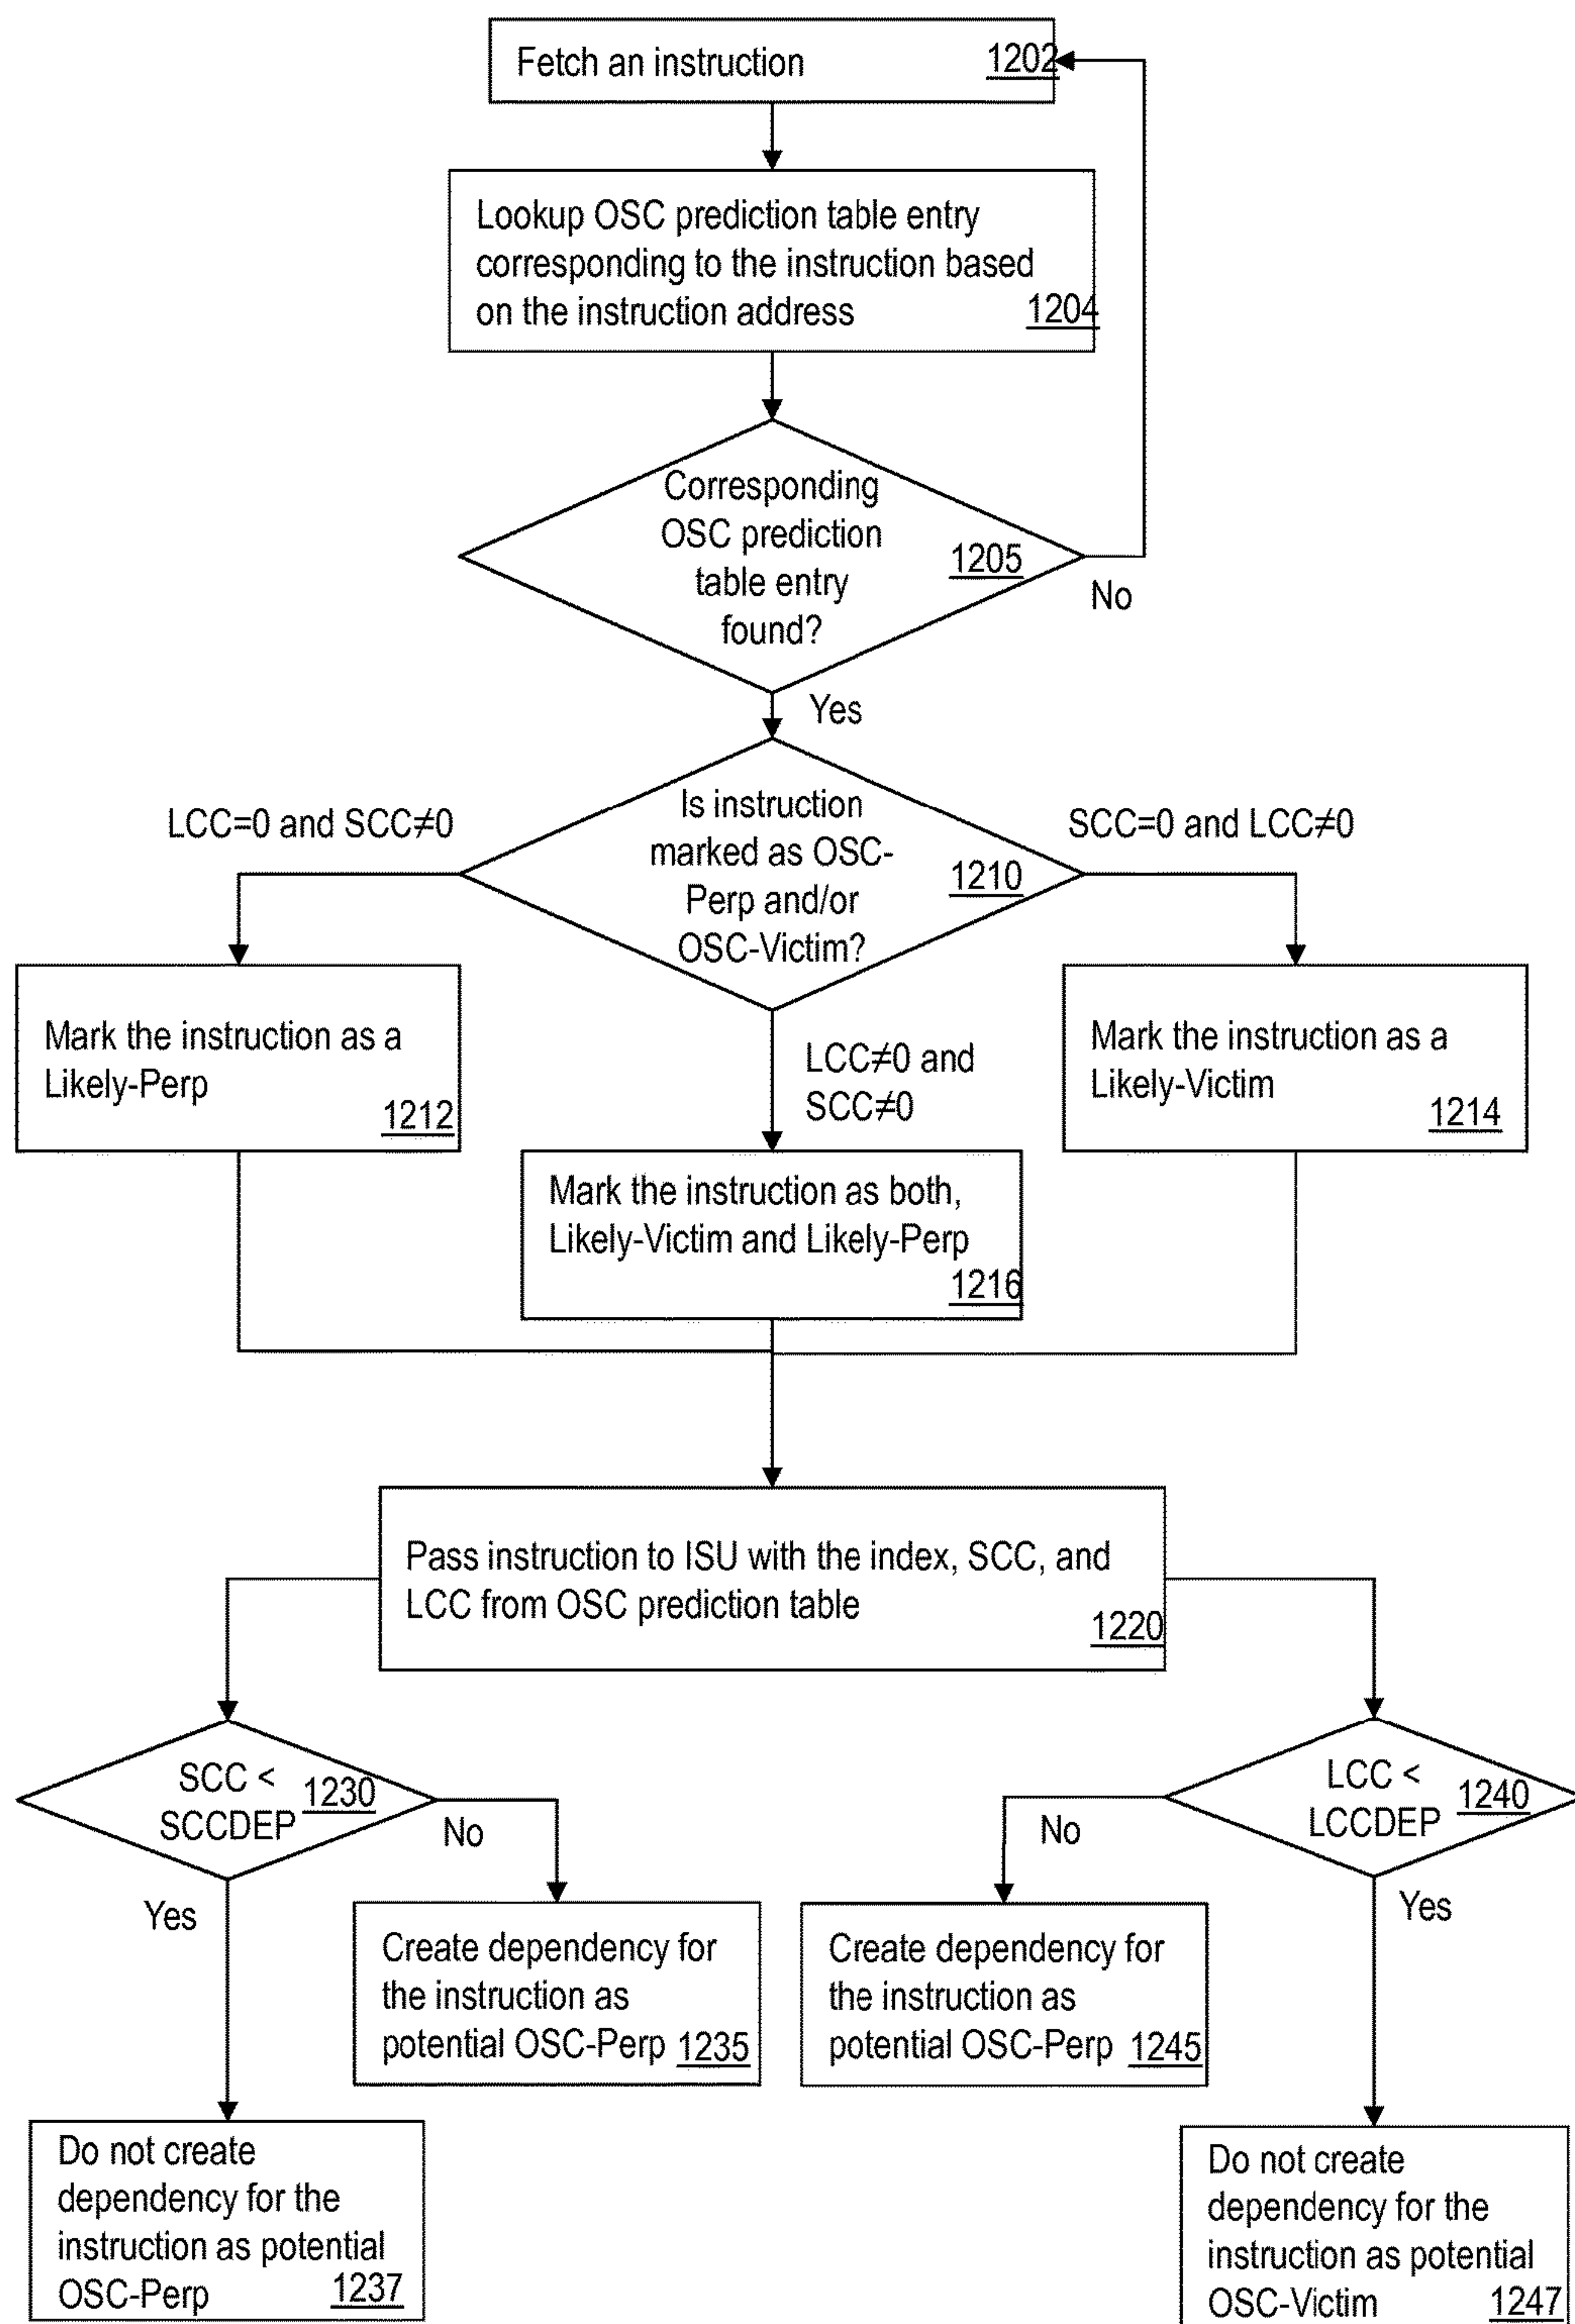 Fetch an instruction 1202
Lookup OSC prediction table entry
corresponding to the instruction based
on the instruction address 1204
Corresponding
OSC prediction
table entry
found?
1205
No
Yes
Is instruction
marked as OSC-
Perp and/or
OSC-Victim?
1210
LCC=0 and SCC≠0
SCC=0 and LCC≠0
LCC≠0 and
SCC≠0
Mark the instruction as a
Likely-Perp
1212
Mark the instruction as a
Likely-Victim
1214
Mark the instruction as both,
Likely-Victim and Likely-Perp
1216
Pass instruction to ISU with the index, SCC, and
LCC from OSC prediction table
1220
SCC <
SCCDEP
1230
No
Yes
LCC <
LCCDEP
1240
No
Yes
Create dependency for
the instruction as
potential OSC-Perp 1235
Create dependency for
the instruction as
potential OSC-Perp 1245
Do not create
dependency for the
instruction as potential
OSC-Perp 1237
Do not create
dependency for the
instruction as potential
OSC-Victim 1247